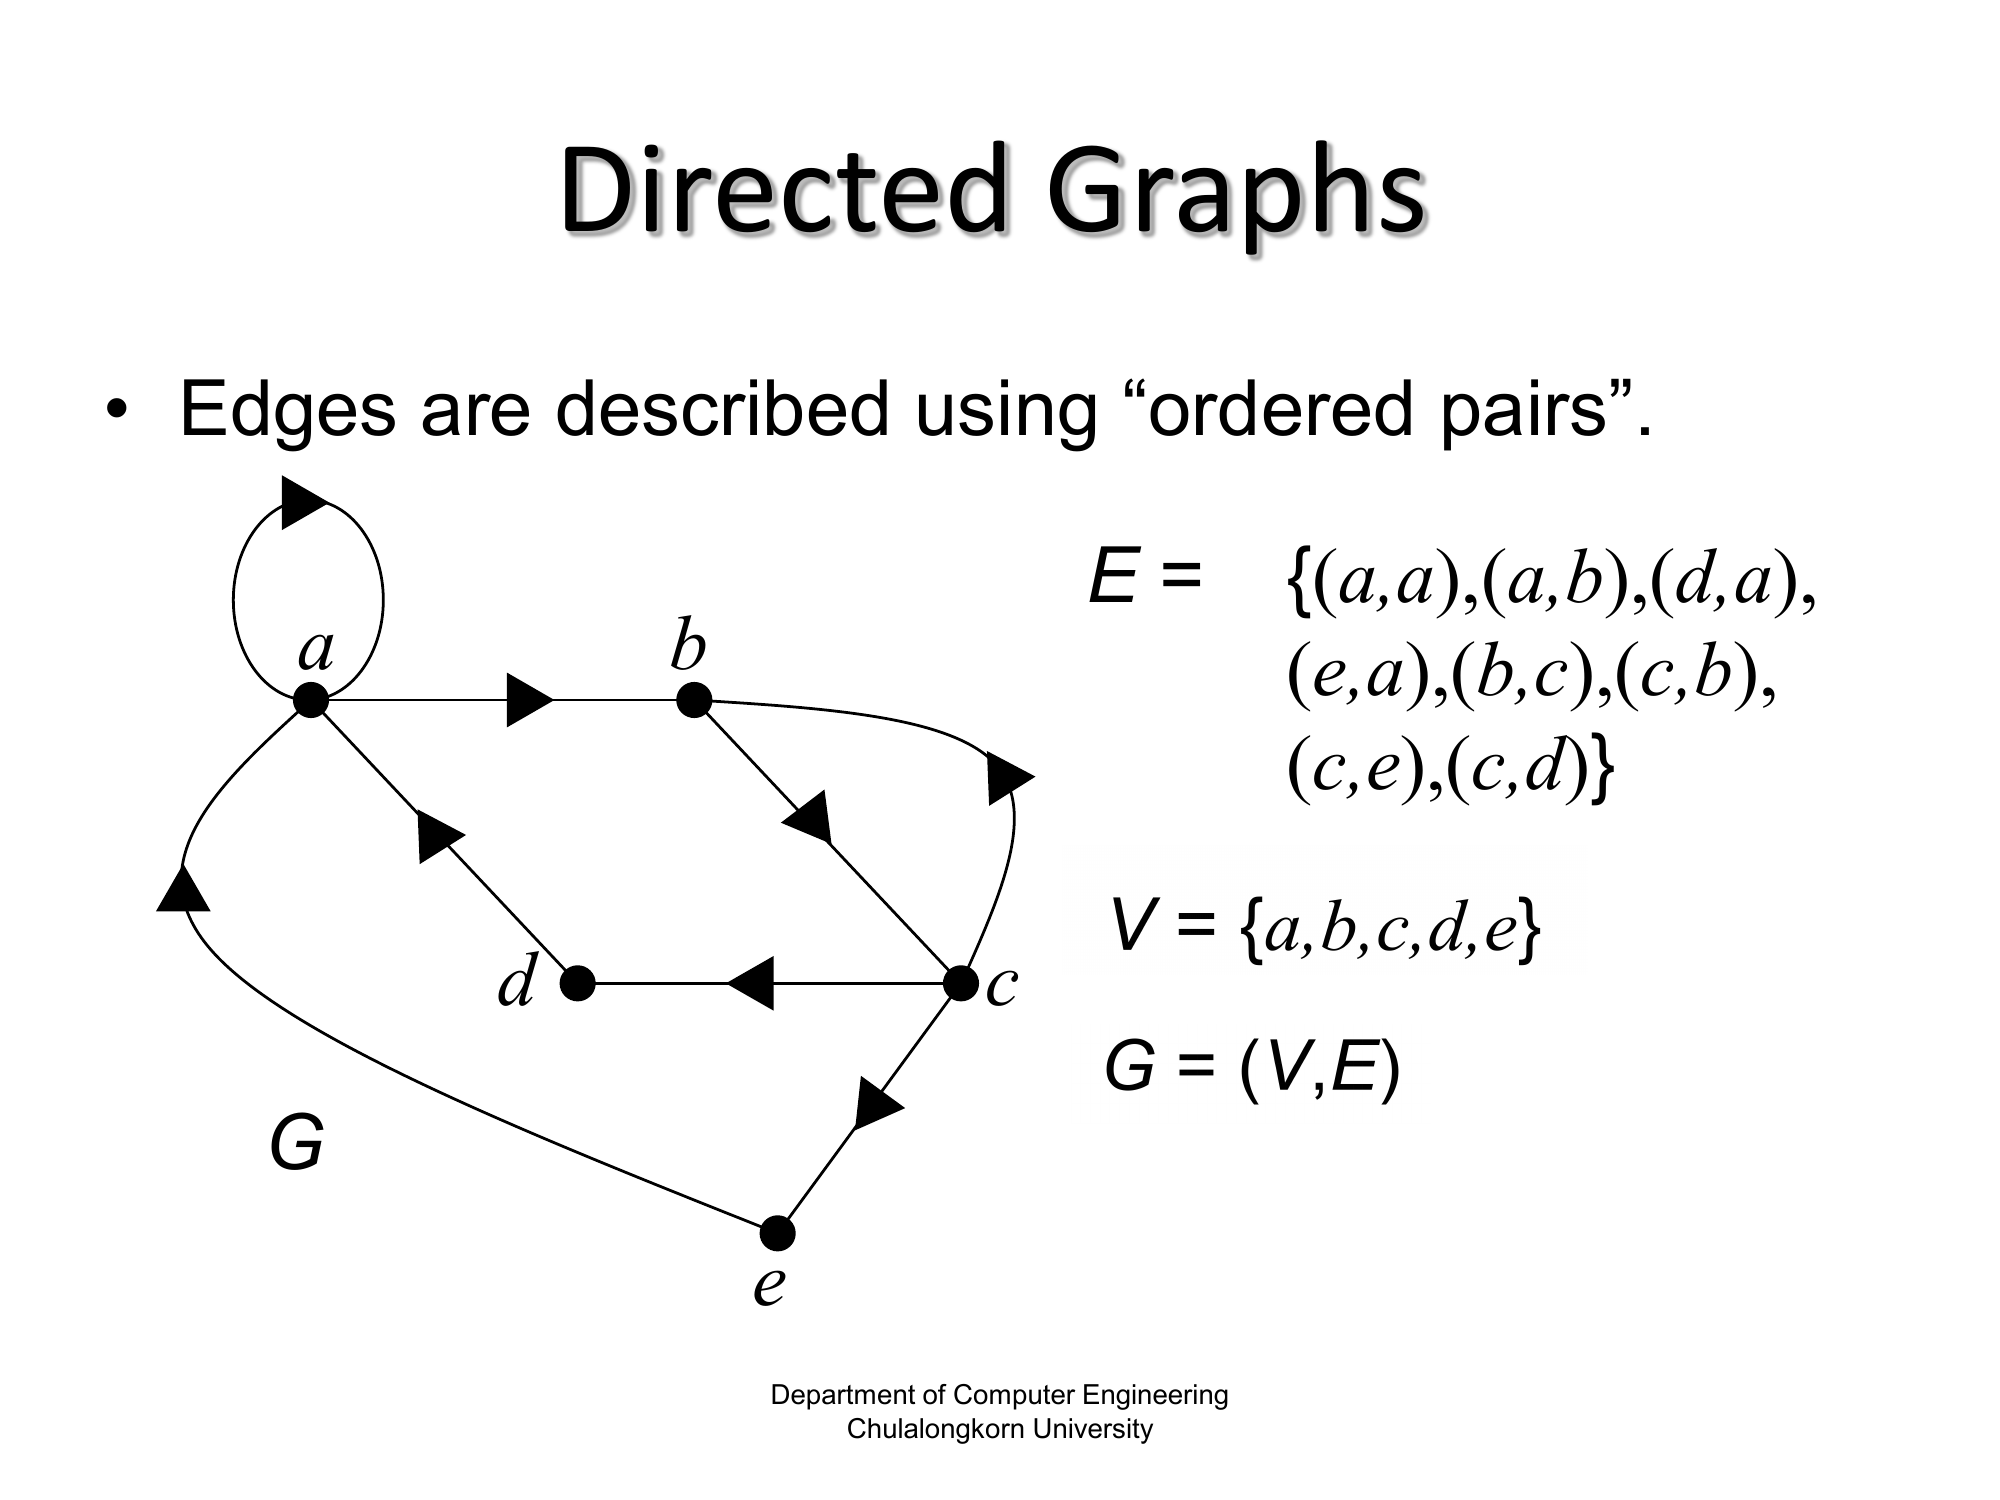 Directed Graphs
• Edges are described using “ordered pairs”.
E = {(a,a),(a,b),(d,a),
(e,a),(b,c),(c,b),
(c,e),(c,d)}
a
b
V = {a,b,c,d,e}
d
c
G = (V,E)
G
e
Department of Computer Engineering
Chulalongkorn University